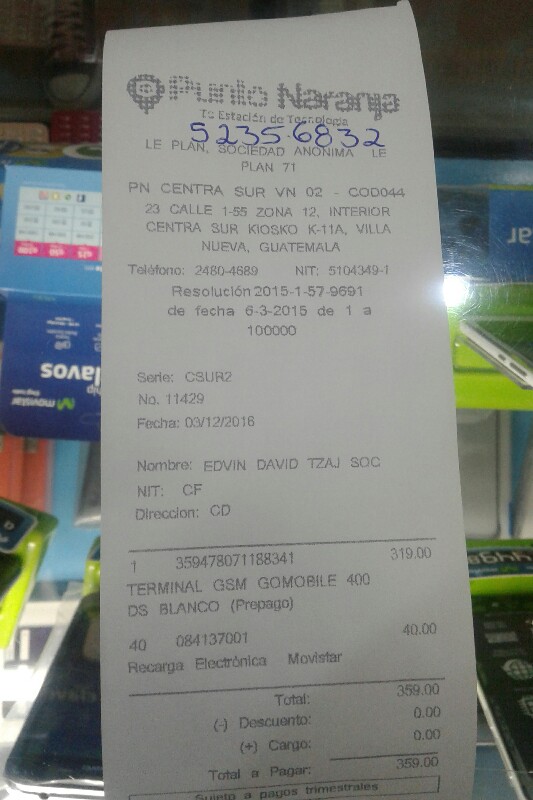 Punto Naranja
Tu Estación de Tecnología
5235-6832
LE PLAN, SOCIEDAD ANONIMA LE
PLAN 71
PN CENTRA SUR VN 02 - COD044
23 CALLE 1-55 ZONA 12, INTERIOR
CENTRA SUR KIOSKO K-11A, VILLA
NUEVA, GUATEMALA
Teléfono: 2480-4689 NIT: 5104349-1
Resolución 2015-1-57-9691
de fecha 6-3-2015 de 1 a
100000
Serie: CSUR2
No. 11429
Fecha: 03/12/2016
Nombre: EDVIN DAVID TZAJ SOC
NIT: CF
Direccion: CD
1 359478071188341 319.00
TERMINAL GSM GOMOBILE 400
DS BLANCO (Prepago)
40 084137001 40.00
Recarga Electrónica Movistar
Total: 359.00
(-) Descuento: 0.00
(+) Cargo: 0.00
Total a Pagar: 359.00
Sujeto a pagos trimestrales
movistar